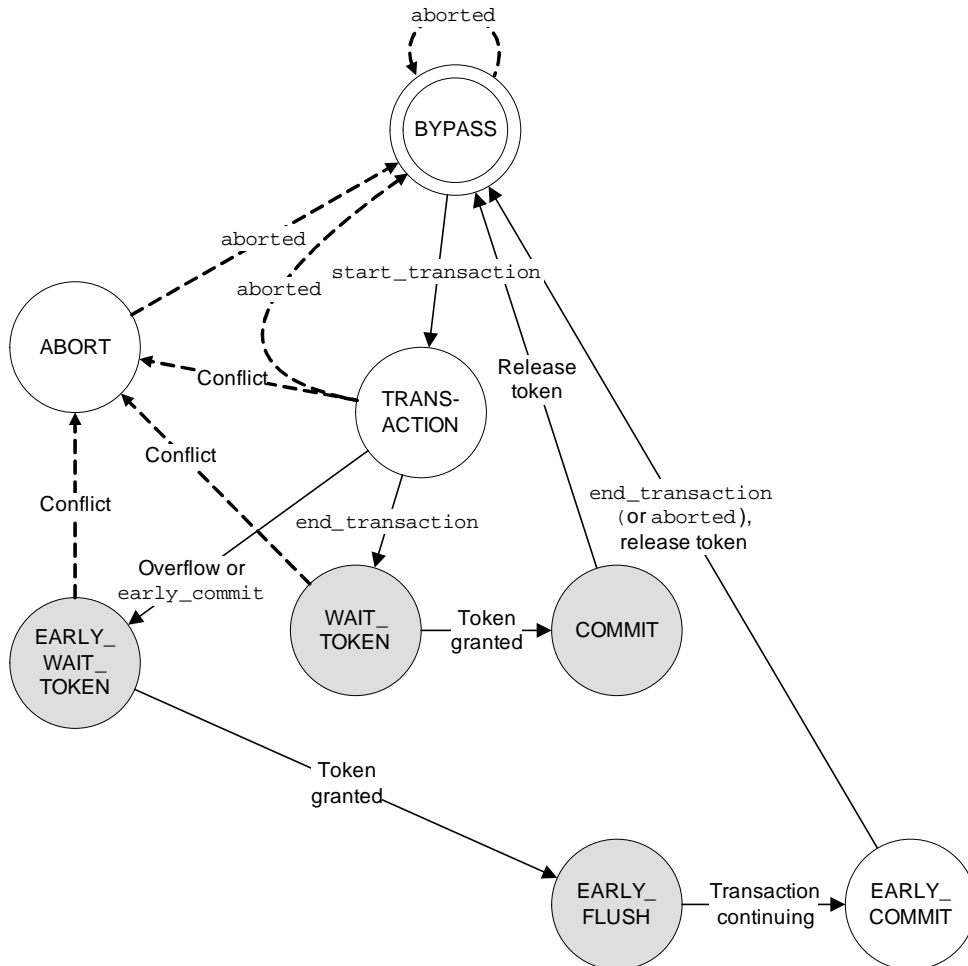 aborted
BYPASS
aborted
start_transaction
aborted
ABORT
Release
token
Conflict
TRANS-
ACTION
Conflict
Conflict
end_transaction
(or aborted),
release token
end_transaction
Overflow or
early_commit
WAIT_
TOKEN
Token
granted
COMMIT
EARLY_
WAIT_
TOKEN
Token
granted
EARLY_
FLUSH
Transaction
continuing
EARLY_
COMMIT